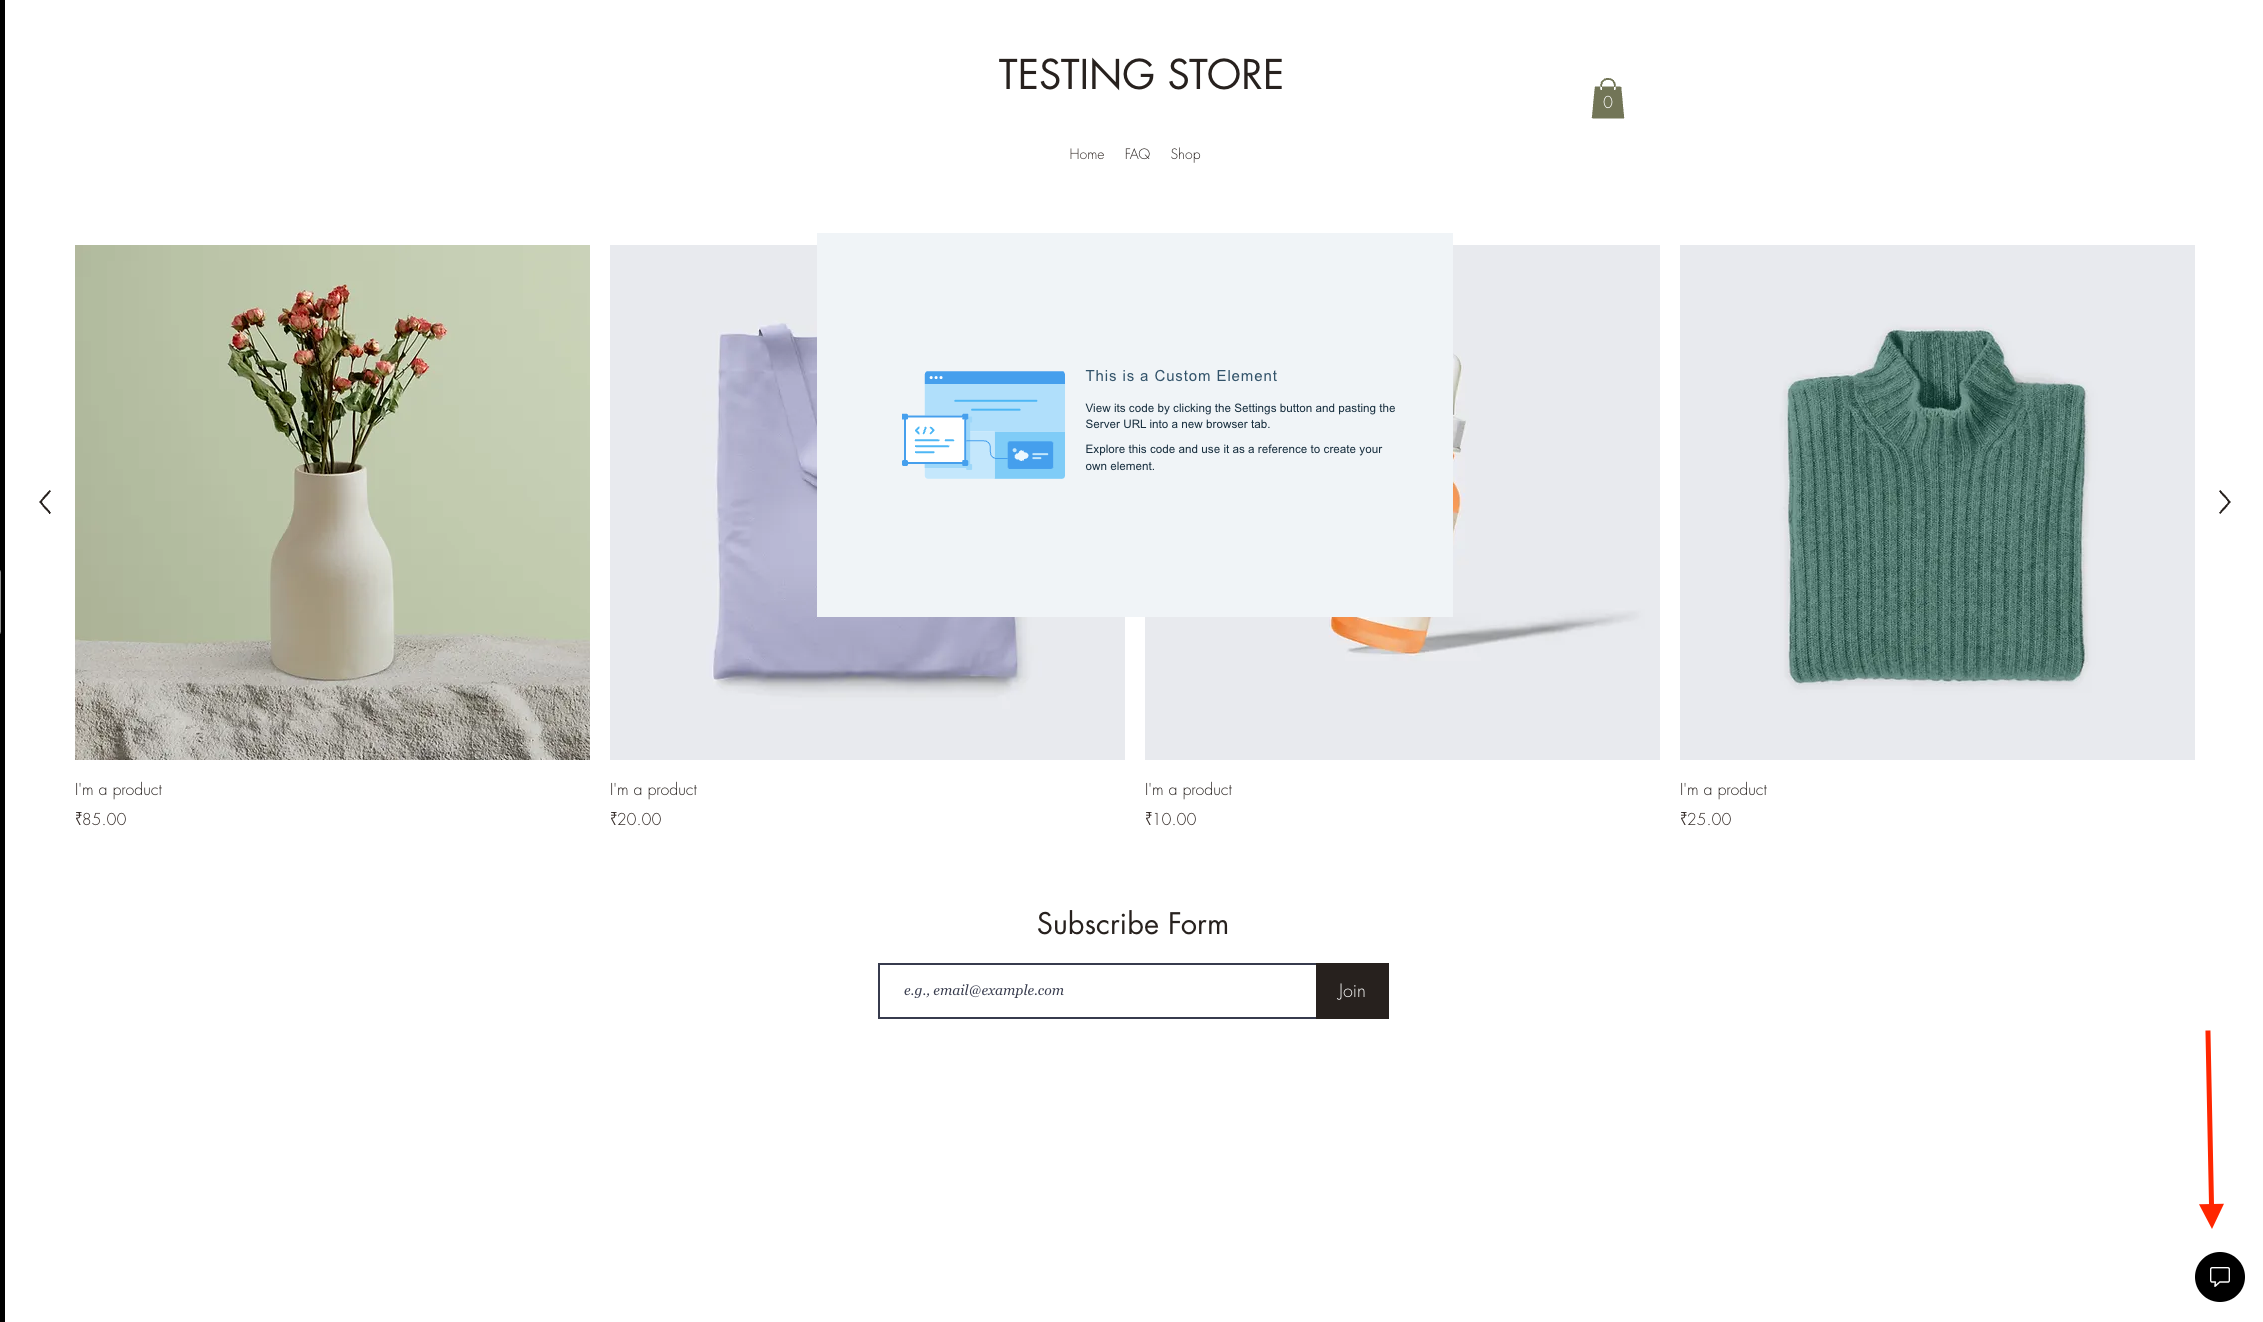 TESTING STORE
0
Home FAQ Shop
This is a Custom Element
View its code by clicking the Settings button and pasting the
Server URL into a new browser tab.
Explore this code and use it as a reference to create your
own element.
I'm a product
₹85.00
I'm a product
₹20.00
I'm a product
₹10.00
I'm a product
₹25.00
Subscribe Form
e.g., email@example.com
Join